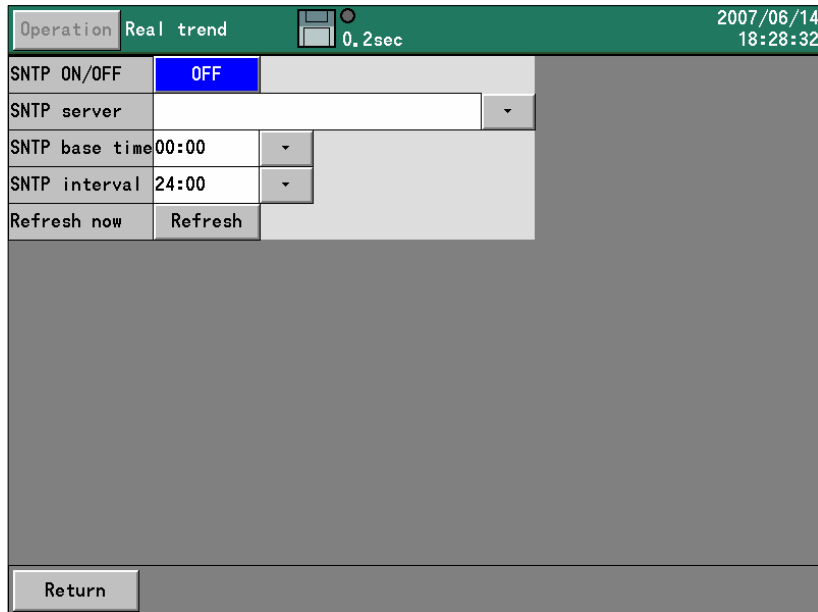 Operation Real trend 0.2sec 2007/06/14
18:28:32
SNTP ON/OFF OFF
SNTP server
SNTP base time 00:00
SNTP interval 24:00
Refresh now Refresh
Return